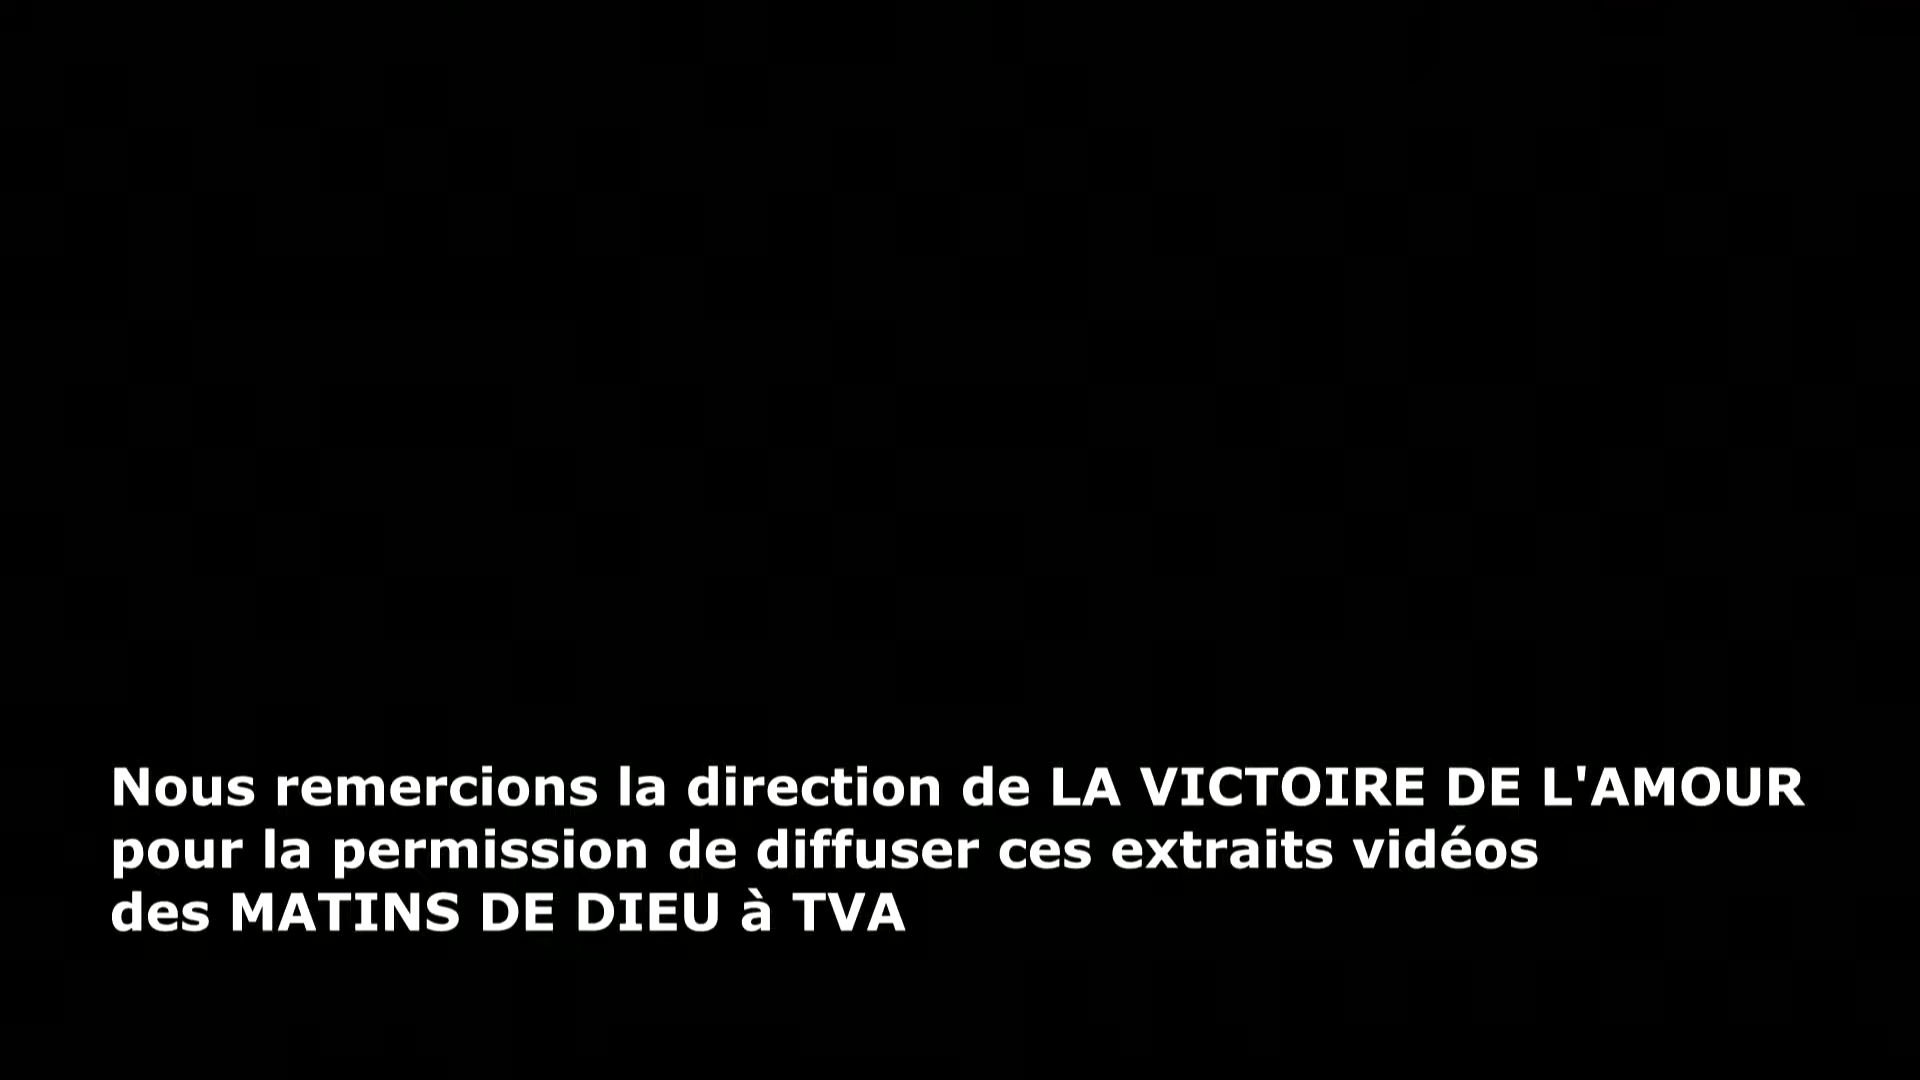 Nous remercions la direction de LA VICTOIRE DE L'AMOUR
pour la permission de diffuser ces extraits vidéos
des MATINS DE DIEU à TVA